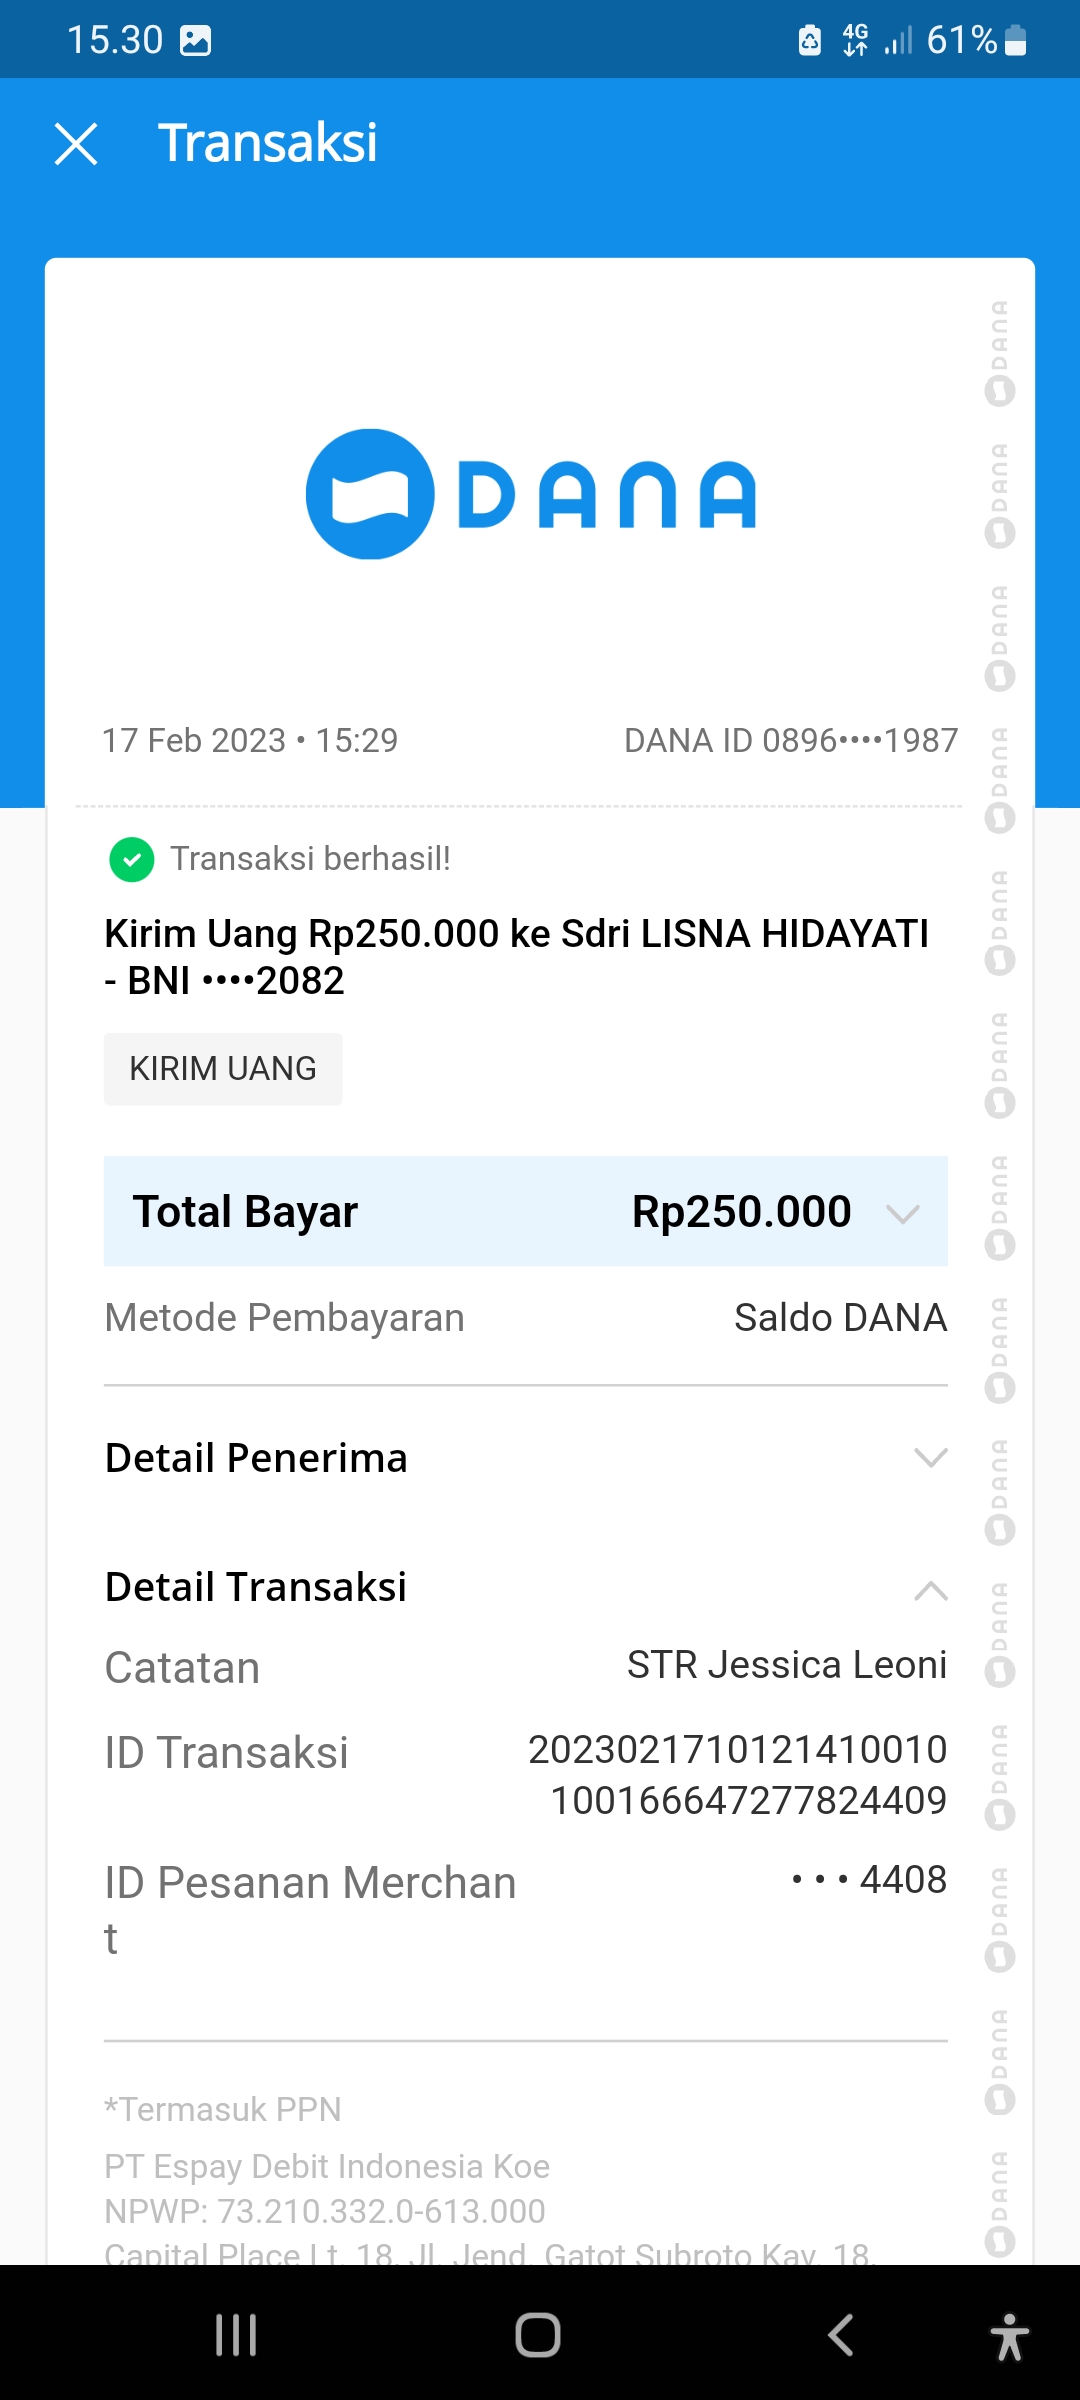 15.30
4G
61%
Transaksi
DANA
17 Feb 2023 • 15:29
DANA ID 0896••••1987
Transaksi berhasil!
Kirim Uang Rp250.000 ke Sdri LISNA HIDAYATI
- BNI ••••2082
KIRIM UANG
Total Bayar
Rp250.000
Metode Pembayaran
Saldo DANA
Detail Penerima
Detail Transaksi
Catatan
STR Jessica Leoni
ID Transaksi
2023021710121410010
100166647277824409
ID Pesanan Merchan
t
• • • 4408
*Termasuk PPN
PT Espay Debit Indonesia Koe
NPWP: 73.210.332.0-613.000
Capital Place Lt. 18, Jl. Jend. Gatot Subroto Kav. 18,
DANA
DANA
DANA
DANA
DANA
DANA
DANA
DANA
DANA
DANA
DANA
DANA
DANA
DANA